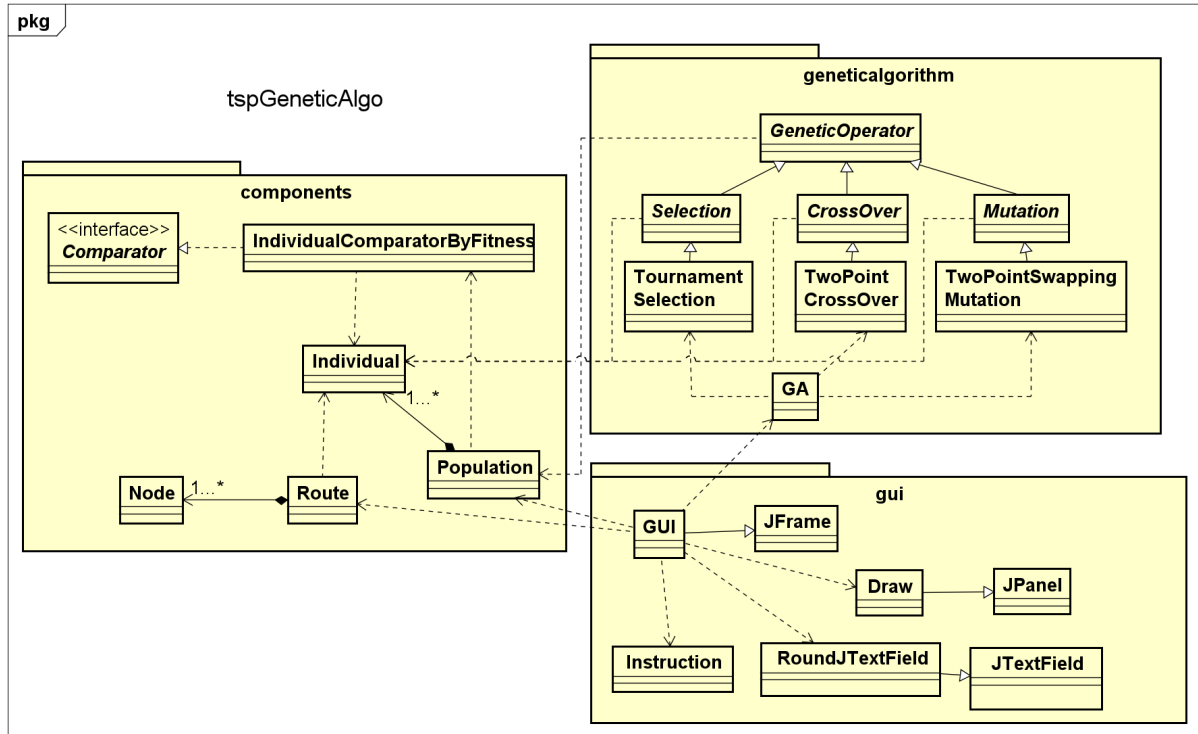 pkg
tspGeneticAlgo
components
<<interface>>
Comparator
IndividualComparatorByFitness
Individual
1...*
Population
Node
1...*
Route
geneticalgorithm
GeneticOperator
Selection
CrossOver
Mutation
Tournament
Selection
TwoPoint
CrossOver
TwoPointSwapping
Mutation
GA
gui
GUI
JFrame
Draw
JPanel
Instruction
RoundJTextField
JTextField